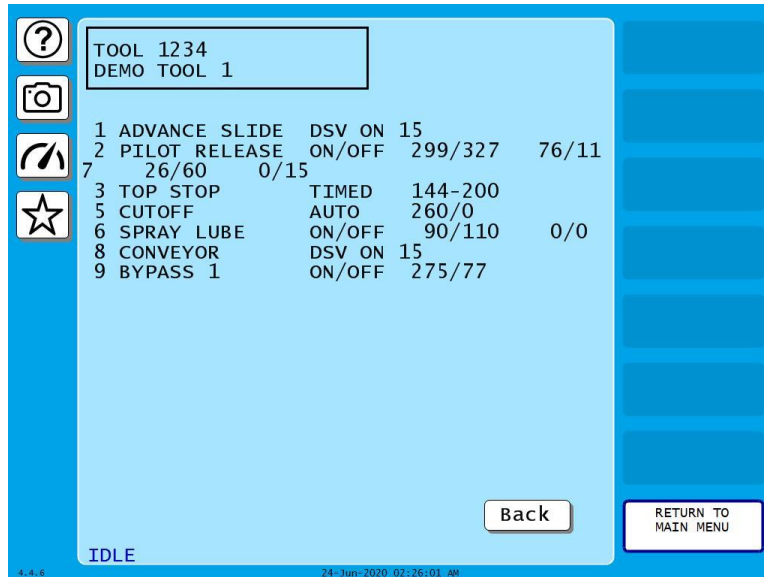 ?
TOOL 1234
DEMO TOOL 1
1 ADVANCE SLIDE DSV ON 15
2 PILOT RELEASE ON/OFF 299/327 76/11
7 26/60 0/15
3 TOP STOP TIMED 144-200
5 CUTOFF AUTO 260/0
6 SPRAY LUBE ON/OFF 90/110 0/0
8 CONVEYOR DSV ON 15
9 BYPASS 1 ON/OFF 275/77
Back
RETURN TO
MAIN MENU
IDLE
4.4.6
24-Jun-2020 02:26:01 AM